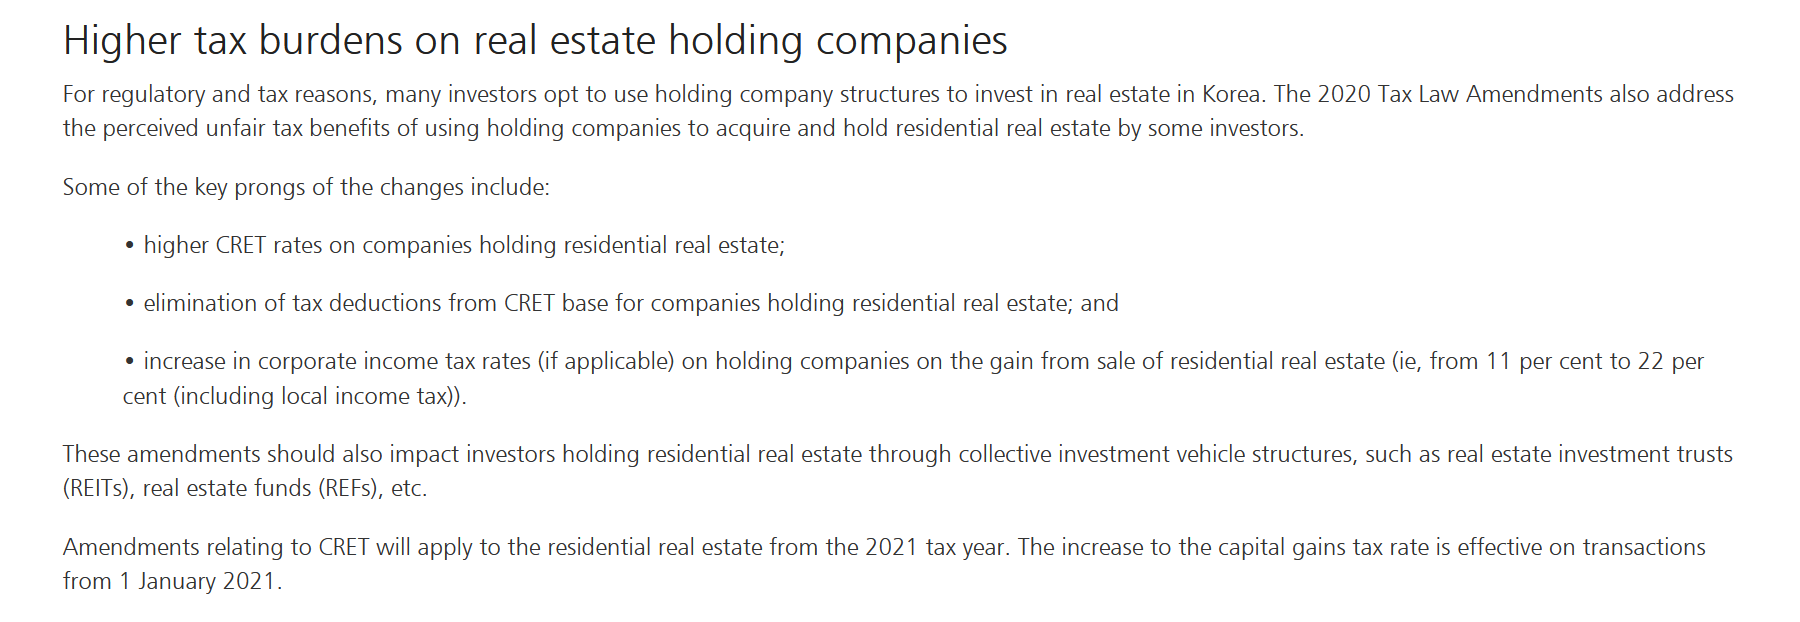 Higher tax burdens on real estate holding companies
For regulatory and tax reasons, many investors opt to use holding company structures to invest in real estate in Korea. The 2020 Tax Law Amendments also address
the perceived unfair tax benefits of using holding companies to acquire and hold residential real estate by some investors.
Some of the key prongs of the changes include:
• higher CRET rates on companies holding residential real estate;
• elimination of tax deductions from CRET base for companies holding residential real estate; and
• increase in corporate income tax rates (if applicable) on holding companies on the gain from sale of residential real estate (ie, from 11 per cent to 22 per
cent (including local income tax)).
These amendments should also impact investors holding residential real estate through collective investment vehicle structures, such as real estate investment trusts
(REITs), real estate funds (REFs), etc.
Amendments relating to CRET will apply to the residential real estate from the 2021 tax year. The increase to the capital gains tax rate is effective on transactions
from 1 January 2021.